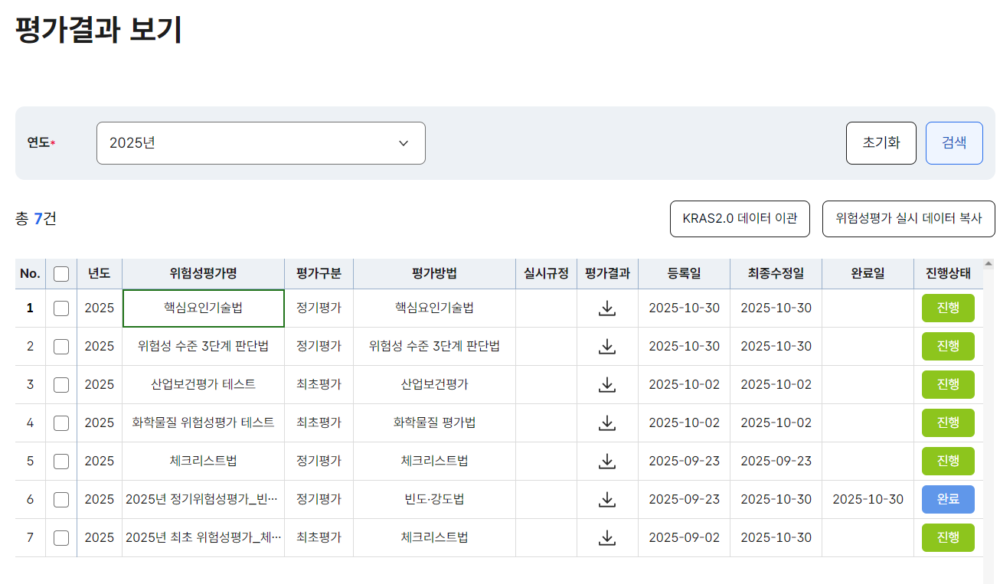 평가결과 보기
연도* 2025년 초기화 검색
총 7건 KRAS2.0 데이터 이관 위험성평가 실시 데이터 복사
No. 년도 위험성평가명 평가구분 평가방법 실시규정 평가결과 등록일 최종수정일 완료일 진행상태
1 2025 핵심요인기술법 정기평가 핵심요인기술법 2025-10-30 2025-10-30 진행
2 2025 위험성 수준 3단계 판단법 정기평가 위험성 수준 3단계 판단법 2025-10-30 2025-10-30 진행
3 2025 산업보건평가 테스트 최초평가 산업보건평가 2025-10-02 2025-10-02 진행
4 2025 화학물질 위험성평가 테스트 최초평가 화학물질 평가법 2025-10-02 2025-10-02 진행
5 2025 체크리스트법 정기평가 체크리스트법 2025-09-23 2025-09-23 진행
6 2025 2025년 정기위험성평가_빈… 정기평가 빈도·강도법 2025-09-23 2025-10-30 2025-10-30 완료
7 2025 2025년 최초 위험성평가_체… 최초평가 체크리스트법 2025-09-02 2025-10-30 진행